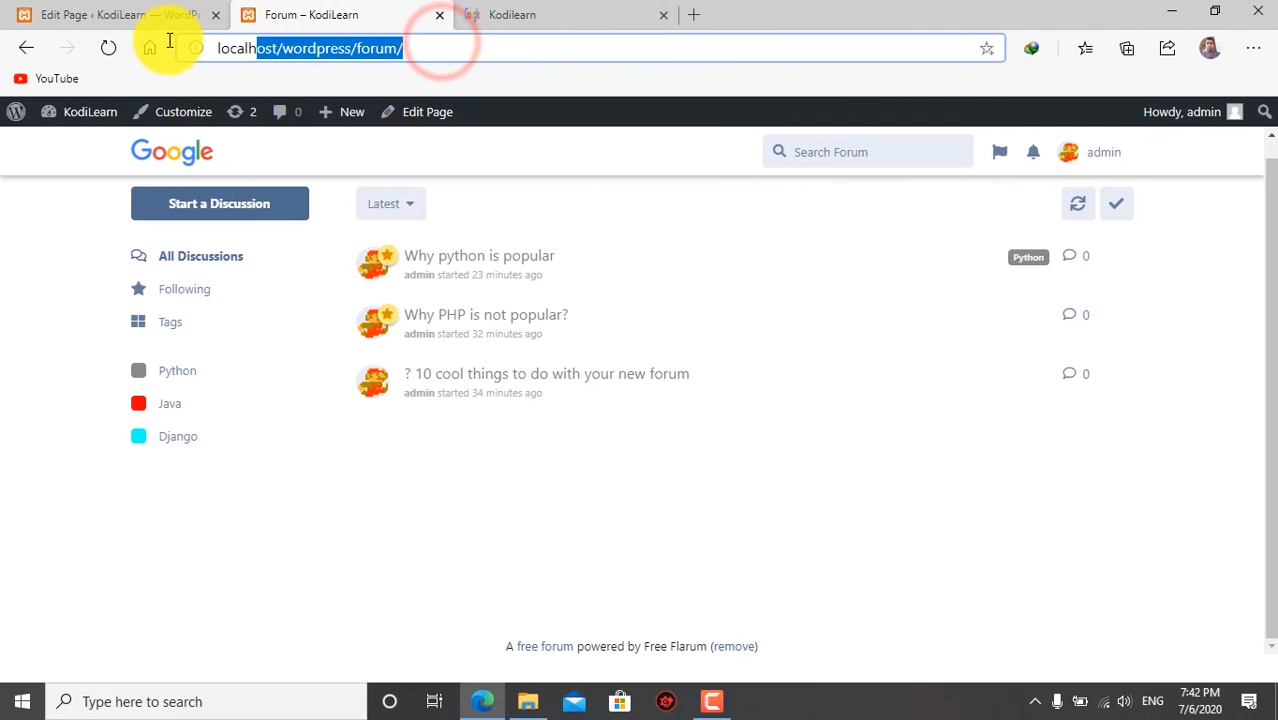 Edit Page ‹ KodiLearn — WordPr
Forum – KodiLearn
Kodilearn
localhost/wordpress/forum/
YouTube
KodiLearn
Customize
2
0
New
Edit Page
Howdy, admin
Google
Search Forum
admin
Start a Discussion
Latest
All Discussions
Following
Tags
Python
Java
Django
Why python is popular
admin started 23 minutes ago
Python
0
Why PHP is not popular?
admin started 32 minutes ago
0
? 10 cool things to do with your new forum
admin started 34 minutes ago
0
A free forum powered by Free Flarum (remove)
Type here to search
ENG
7:42 PM
7/6/2020